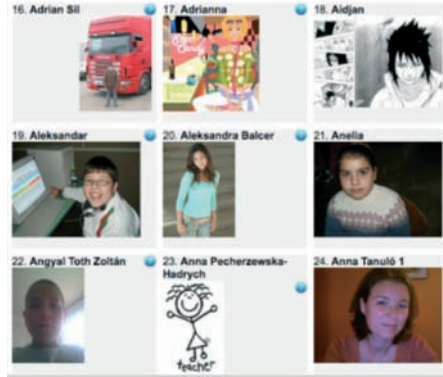 16. Adrian Sil
17. Adrianna
18. Aidjan
19. Aleksandar
20. Aleksandra Balcer
21. Anelia
22. Angyal Toth Zoltán
23. Anna Pecherzewska-
Hadrych
24. Anna Tanuló 1
teacher